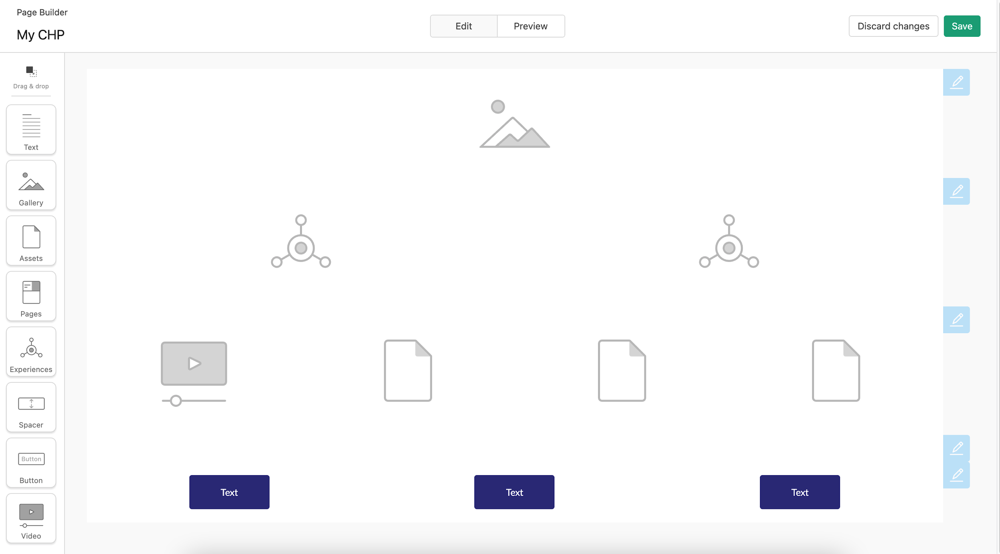 Page Builder
My CHP
Edit
Preview
Discard changes
Save
Drag & drop
Text
Gallery
Assets
Pages
Experiences
Spacer
Button
Button
Video
Text
Text
Text